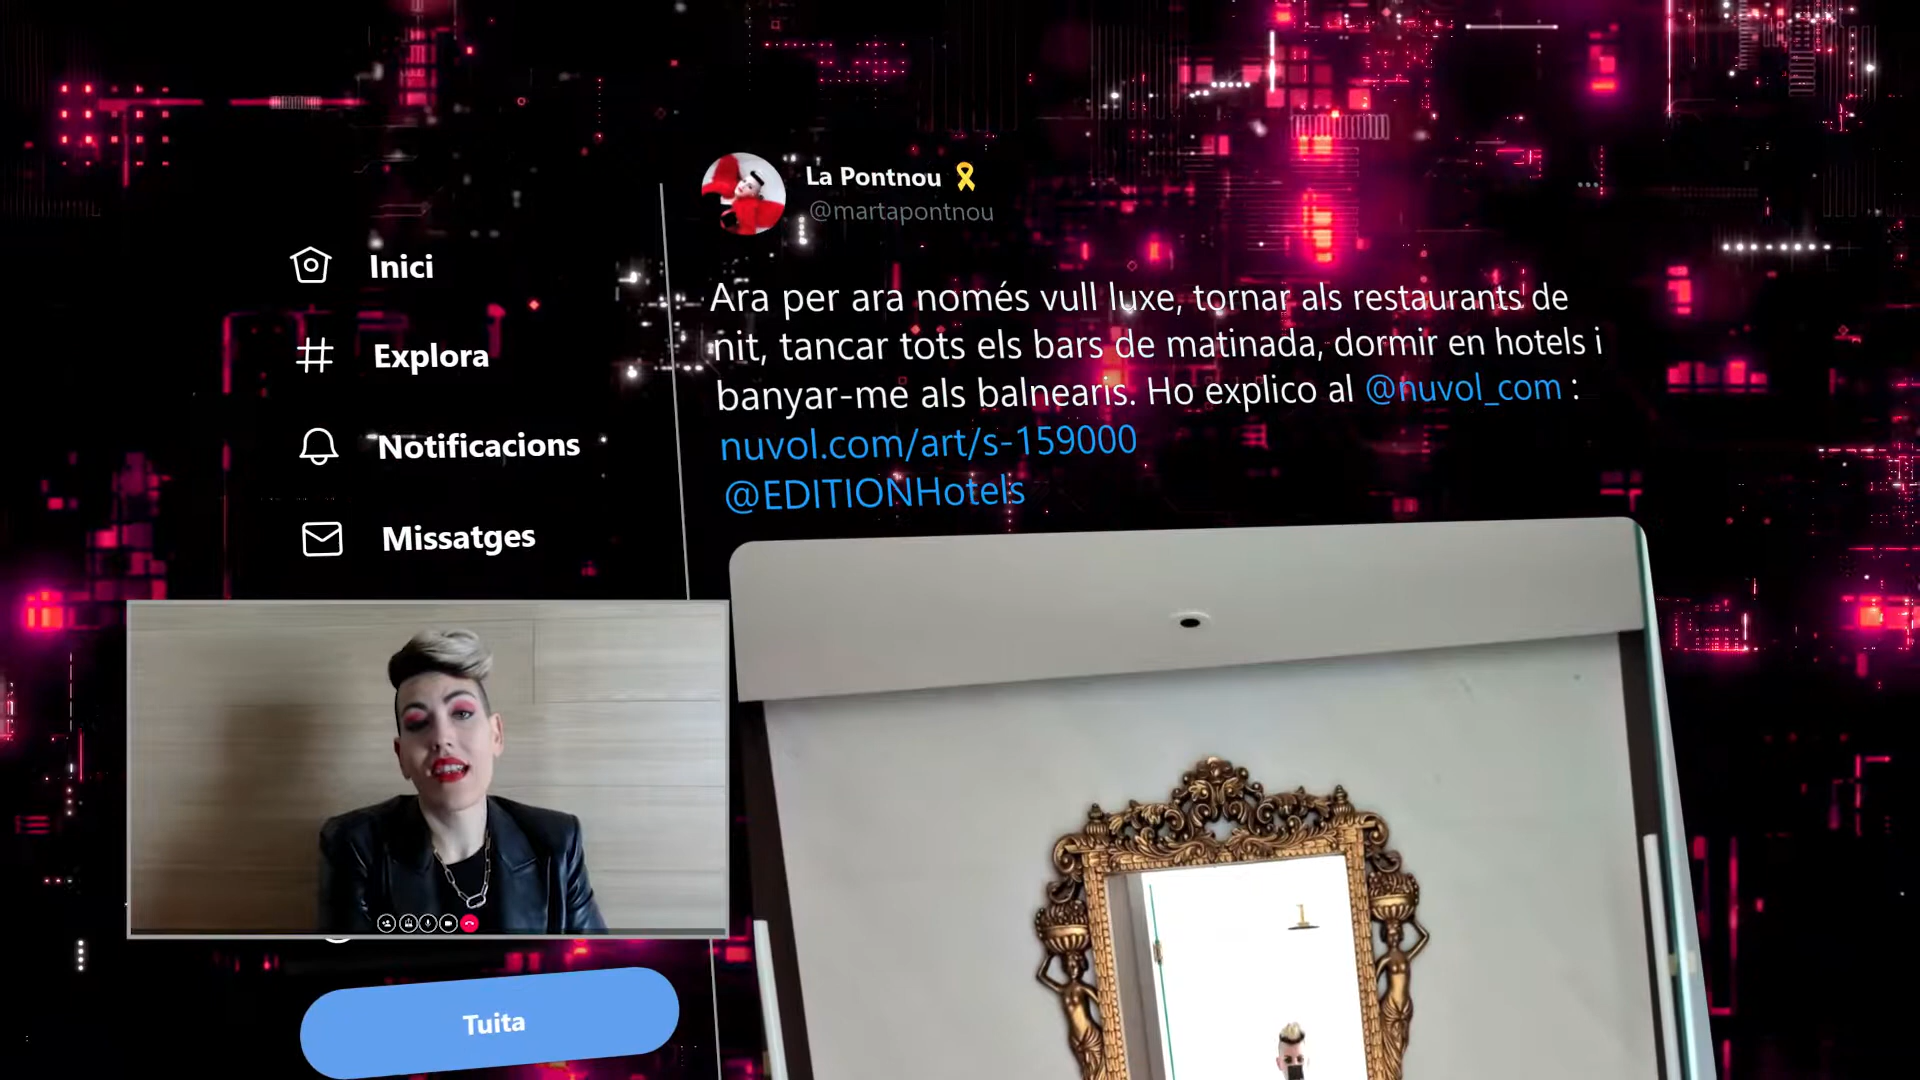 La Pontnou
@martapontnou
Inici
Explora
Notificacions
Missatges
Ara per ara només vull luxe, tornar als restaurants de
nit, tancar tots els bars de matinada, dormir en hotels i
banyar-me als balnearis. Ho explico al @nuvol_com :
nuvol.com/art/s-159000
@EDITIONHotels
Tuita